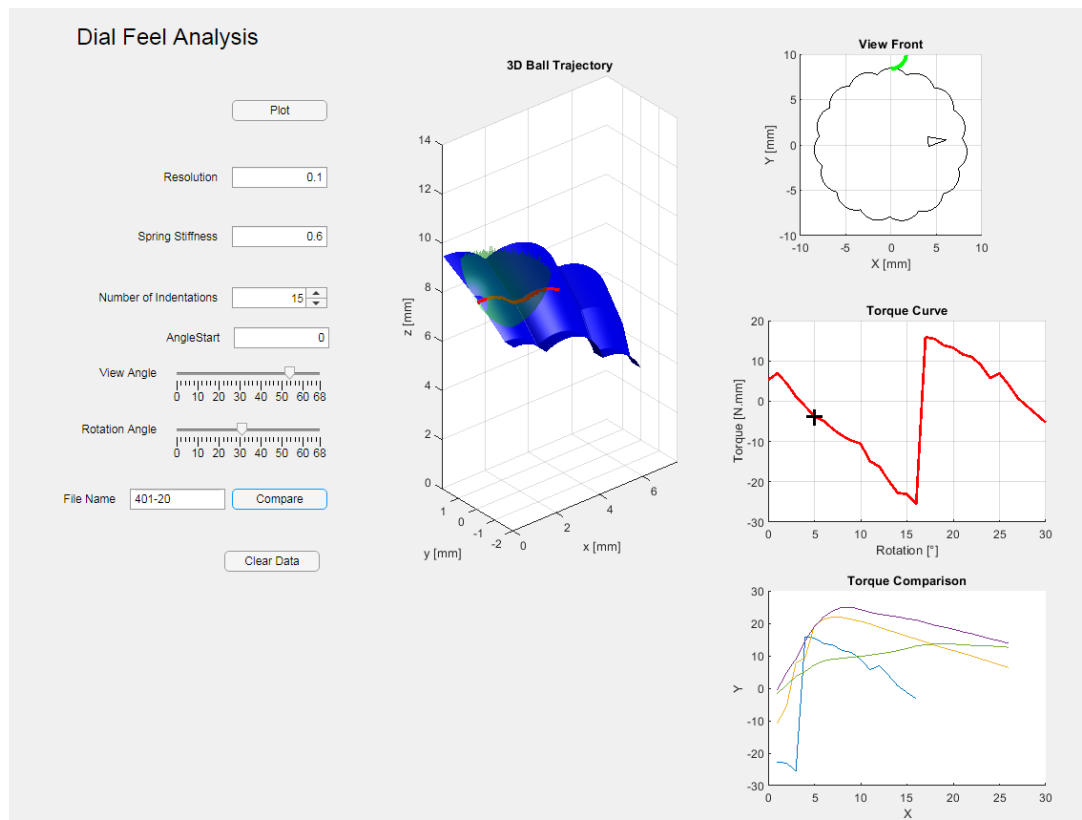 Dial Feel Analysis
Plot
Resolution 0.1
Spring Stiffness 0.6
Number of Indentations 15
AngleStart 0
View Angle
0 10 20 30 40 50 60 68
Rotation Angle
0 10 20 30 40 50 60 68
File Name 401-20 Compare
Clear Data
3D Ball Trajectory
14
12
10
8
6
4
2
0
z [mm]
1
0
-1
-2
y [mm]
0
2
4
6
x [mm]
View Front
10
5
0
-5
-10
Y [mm]
-10 -5 0 5 10
X [mm]
Torque Curve
20
10
0
-10
-20
-30
Torque [N.mm]
0 5 10 15 20 25 30
Rotation [°]
Torque Comparison
30
20
10
0
-10
-20
-30
Y
0 5 10 15 20 25 30
X